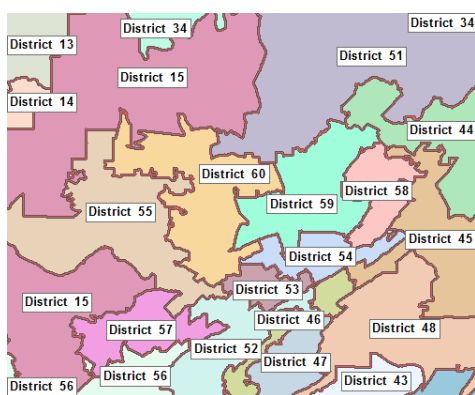 District 34
District 34
District 13
District 51
District 15
District 14
District 44
District 60
District 58
District 59
District 55
District 45
District 54
District 53
District 15
District 46
District 57
District 48
District 52
District 47
District 56
District 43
District 56